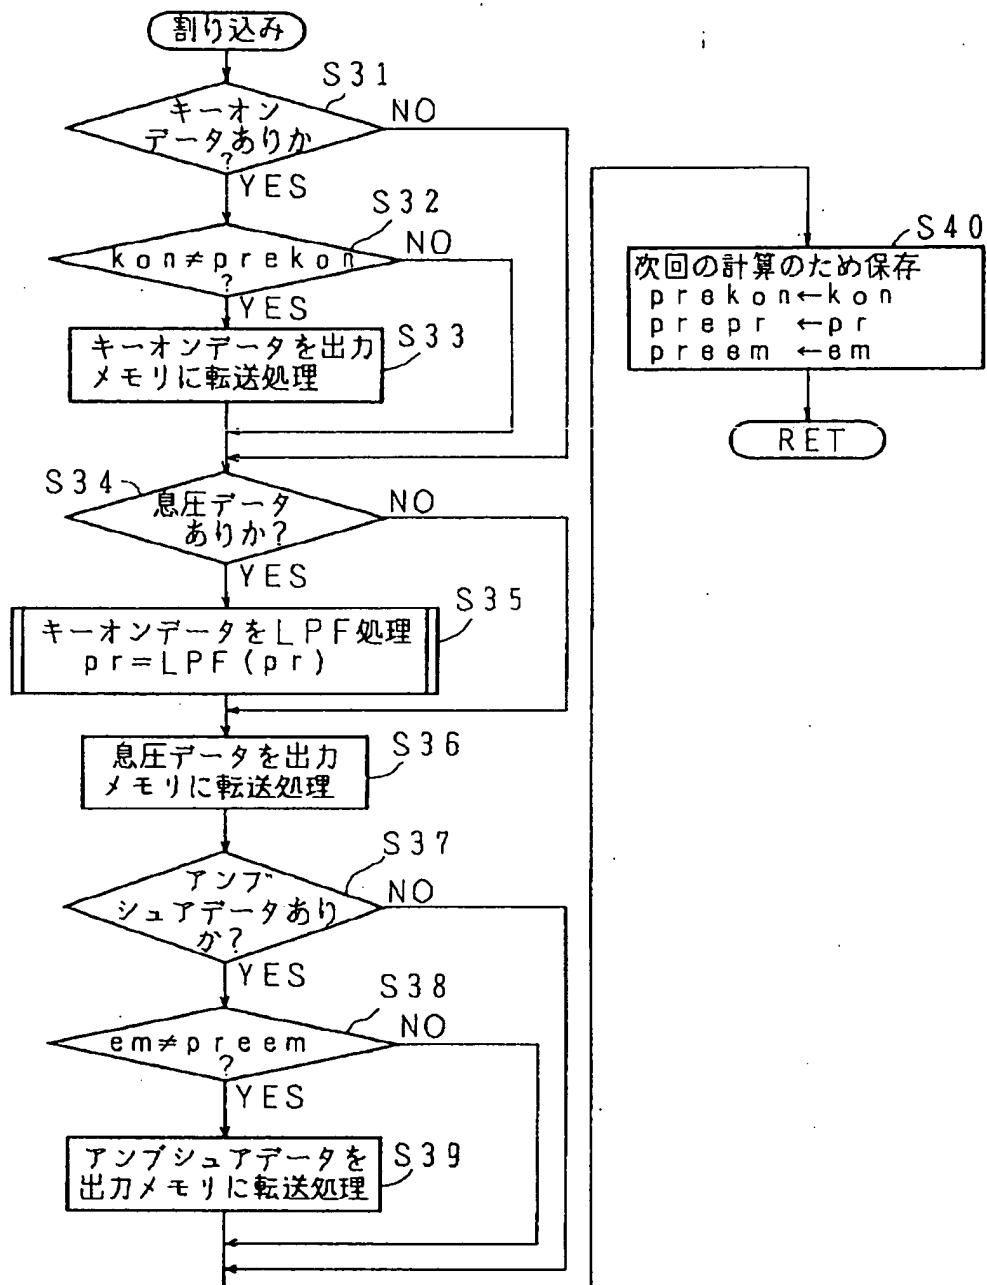 割り込み
S31
キーオン
データありか
?
NO
YES
S32
kon≠prekon
?
NO
YES
S33
キーオンデータを出力
メモリに転送処理
S34
息圧データ
ありか?
NO
YES
S35
キーオンデータをLPF処理
pr=LPF(pr)
S36
息圧データを出力
メモリに転送処理
S37
アンブ
シュアデータあり
か?
NO
YES
S38
em≠preem
?
NO
YES
S39
アンブシュアデータを
出力メモリに転送処理
S40
次回の計算のため保存
prekon←kon
prepr ←pr
preem ←em
RET